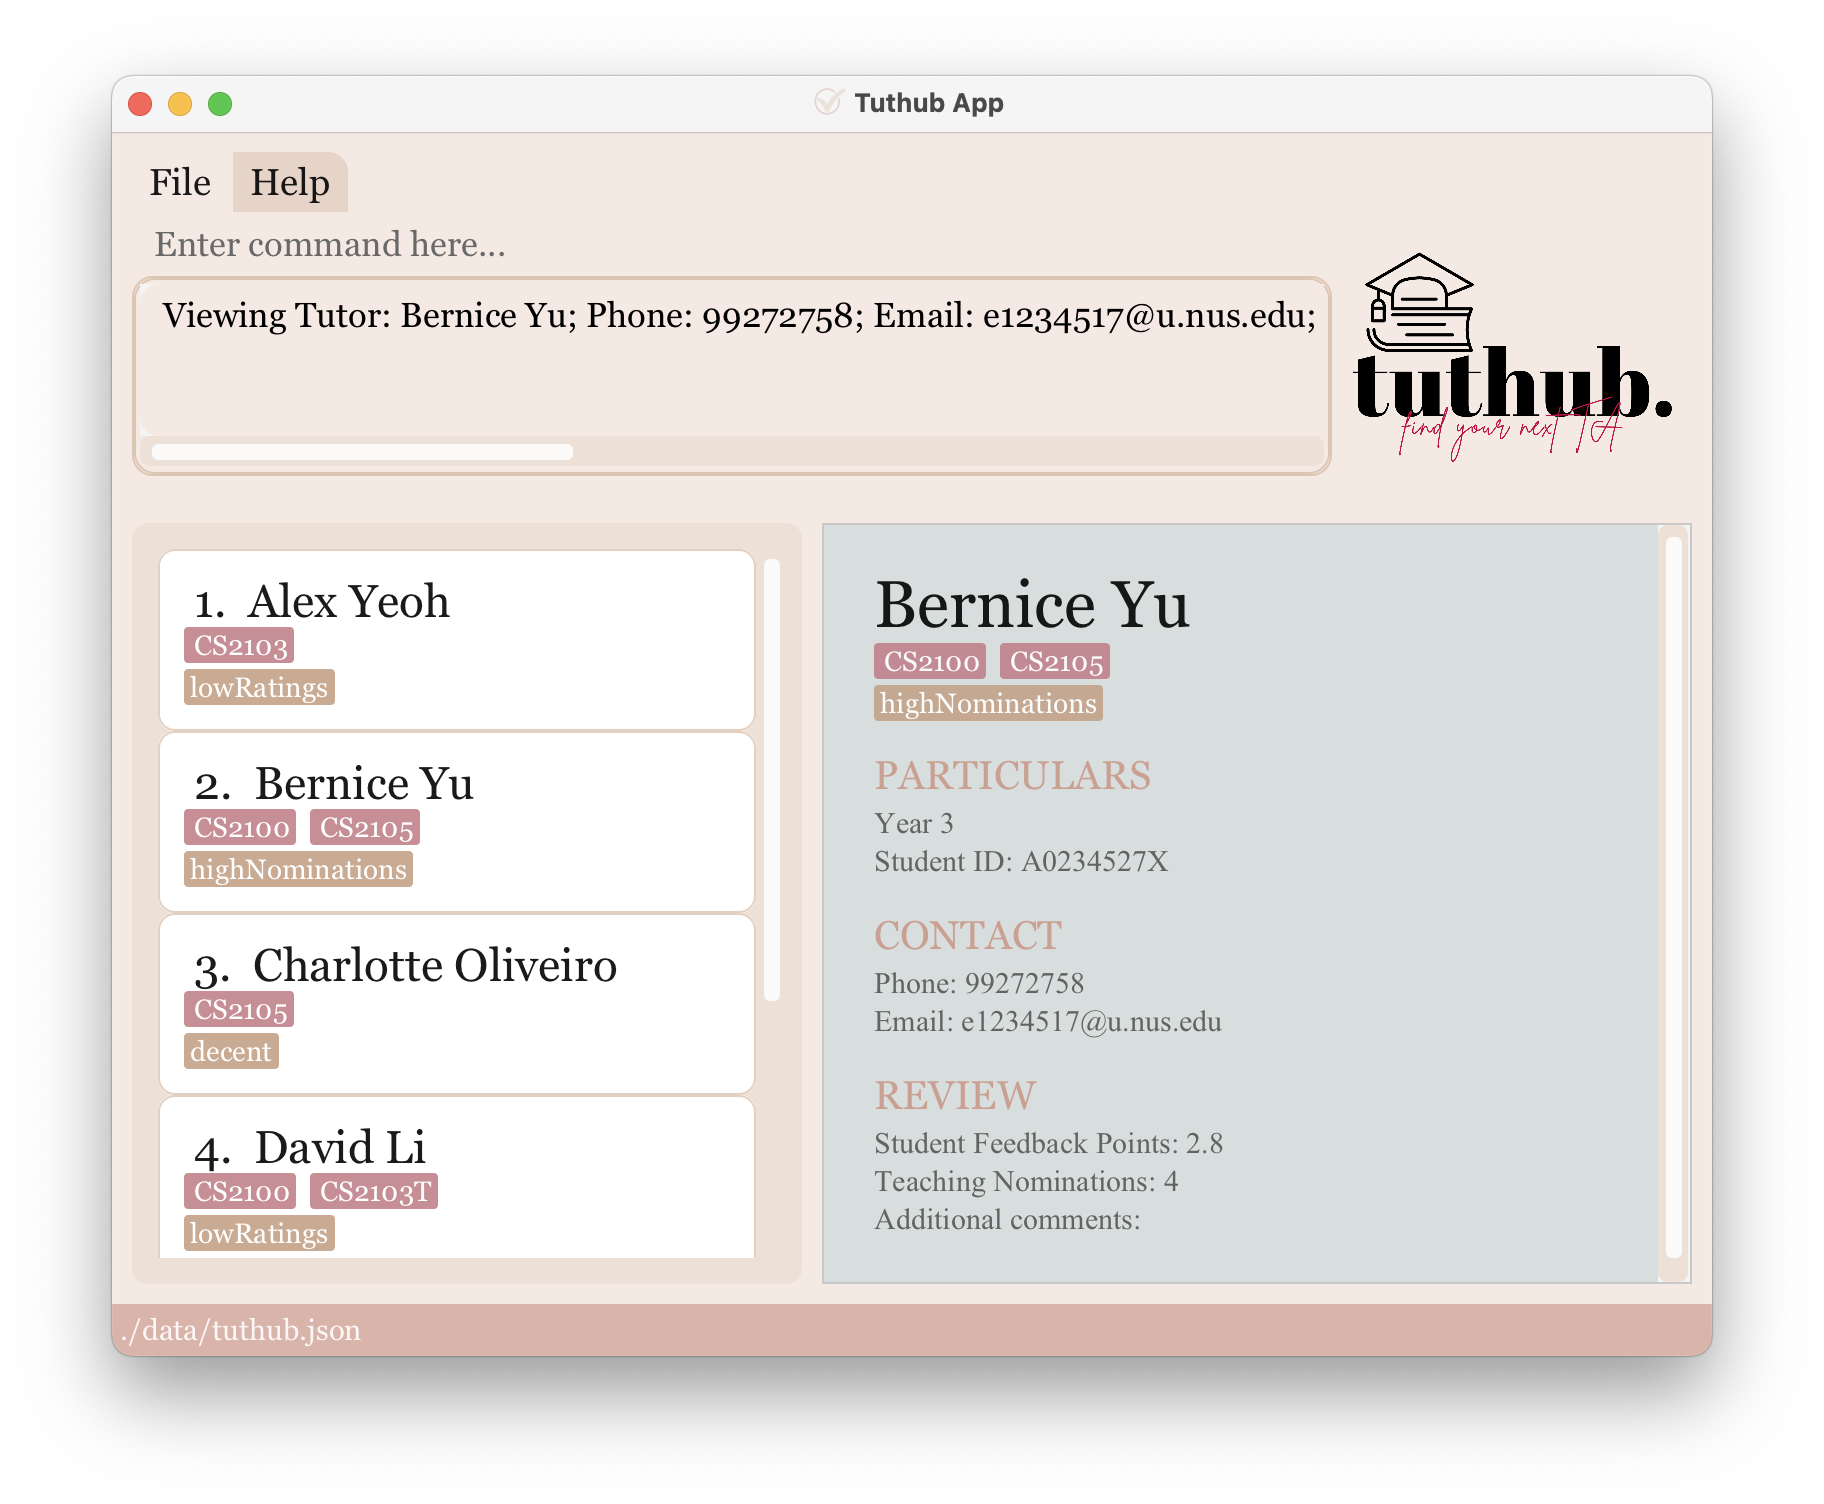 Tuthub App
File Help
Enter command here...
Viewing Tutor: Bernice Yu; Phone: 99272758; Email: e1234517@u.nus.edu;
tuthub.
find your next TA
1. Alex Yeoh
CS2103
lowRatings
2. Bernice Yu
CS2100 CS2105
highNominations
3. Charlotte Oliveiro
CS2105
decent
4. David Li
CS2100 CS2103T
lowRatings
Bernice Yu
CS2100 CS2105
highNominations
PARTICULARS
Year 3
Student ID: A0234527X
CONTACT
Phone: 99272758
Email: e1234517@u.nus.edu
REVIEW
Student Feedback Points: 2.8
Teaching Nominations: 4
Additional comments:
./data/tuthub.json